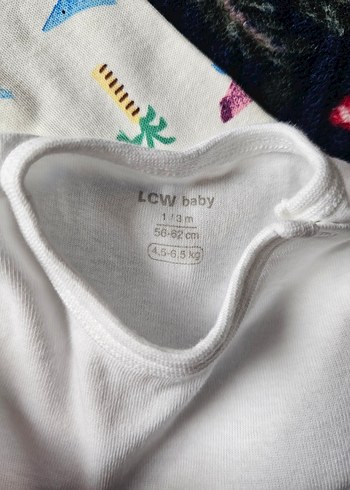 LCW baby
1 / 3 m
56-62 cm
4,5-6,5 kg